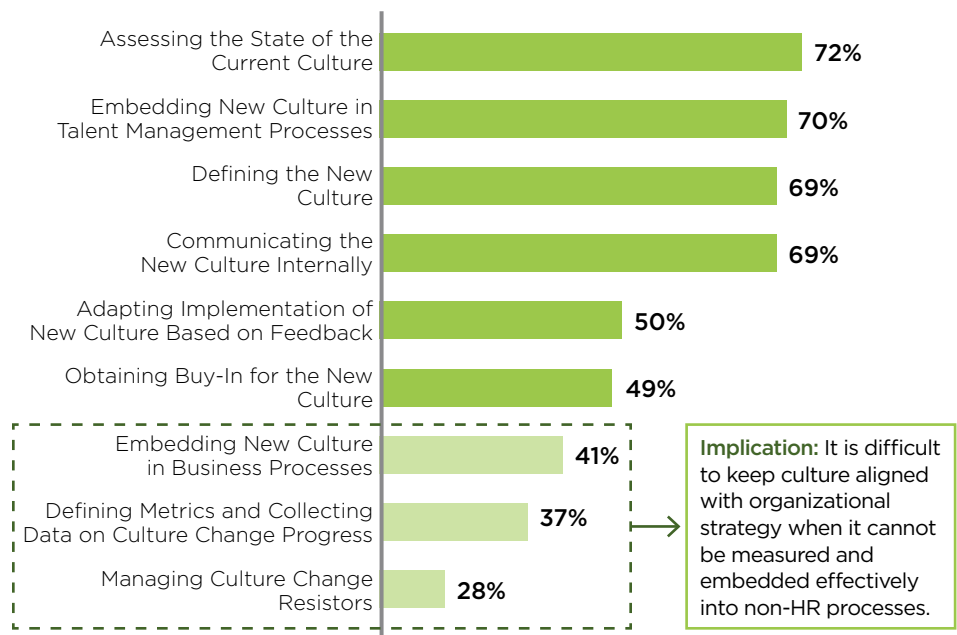 Assessing the State of the
Current Culture
72%
Embedding New Culture in
Talent Management Processes
70%
Defining the New
Culture
69%
Communicating the
New Culture Internally
69%
Adapting Implementation of
New Culture Based on Feedback
50%
Obtaining Buy-In for the New
Culture
49%
Embedding New Culture
in Business Processes
41%
Defining Metrics and Collecting
Data on Culture Change Progress
37%
Managing Culture Change
Resistors
28%
Implication: It is difficult
to keep culture aligned
with organizational
strategy when it cannot
be measured and
embedded effectively
into non-HR processes.